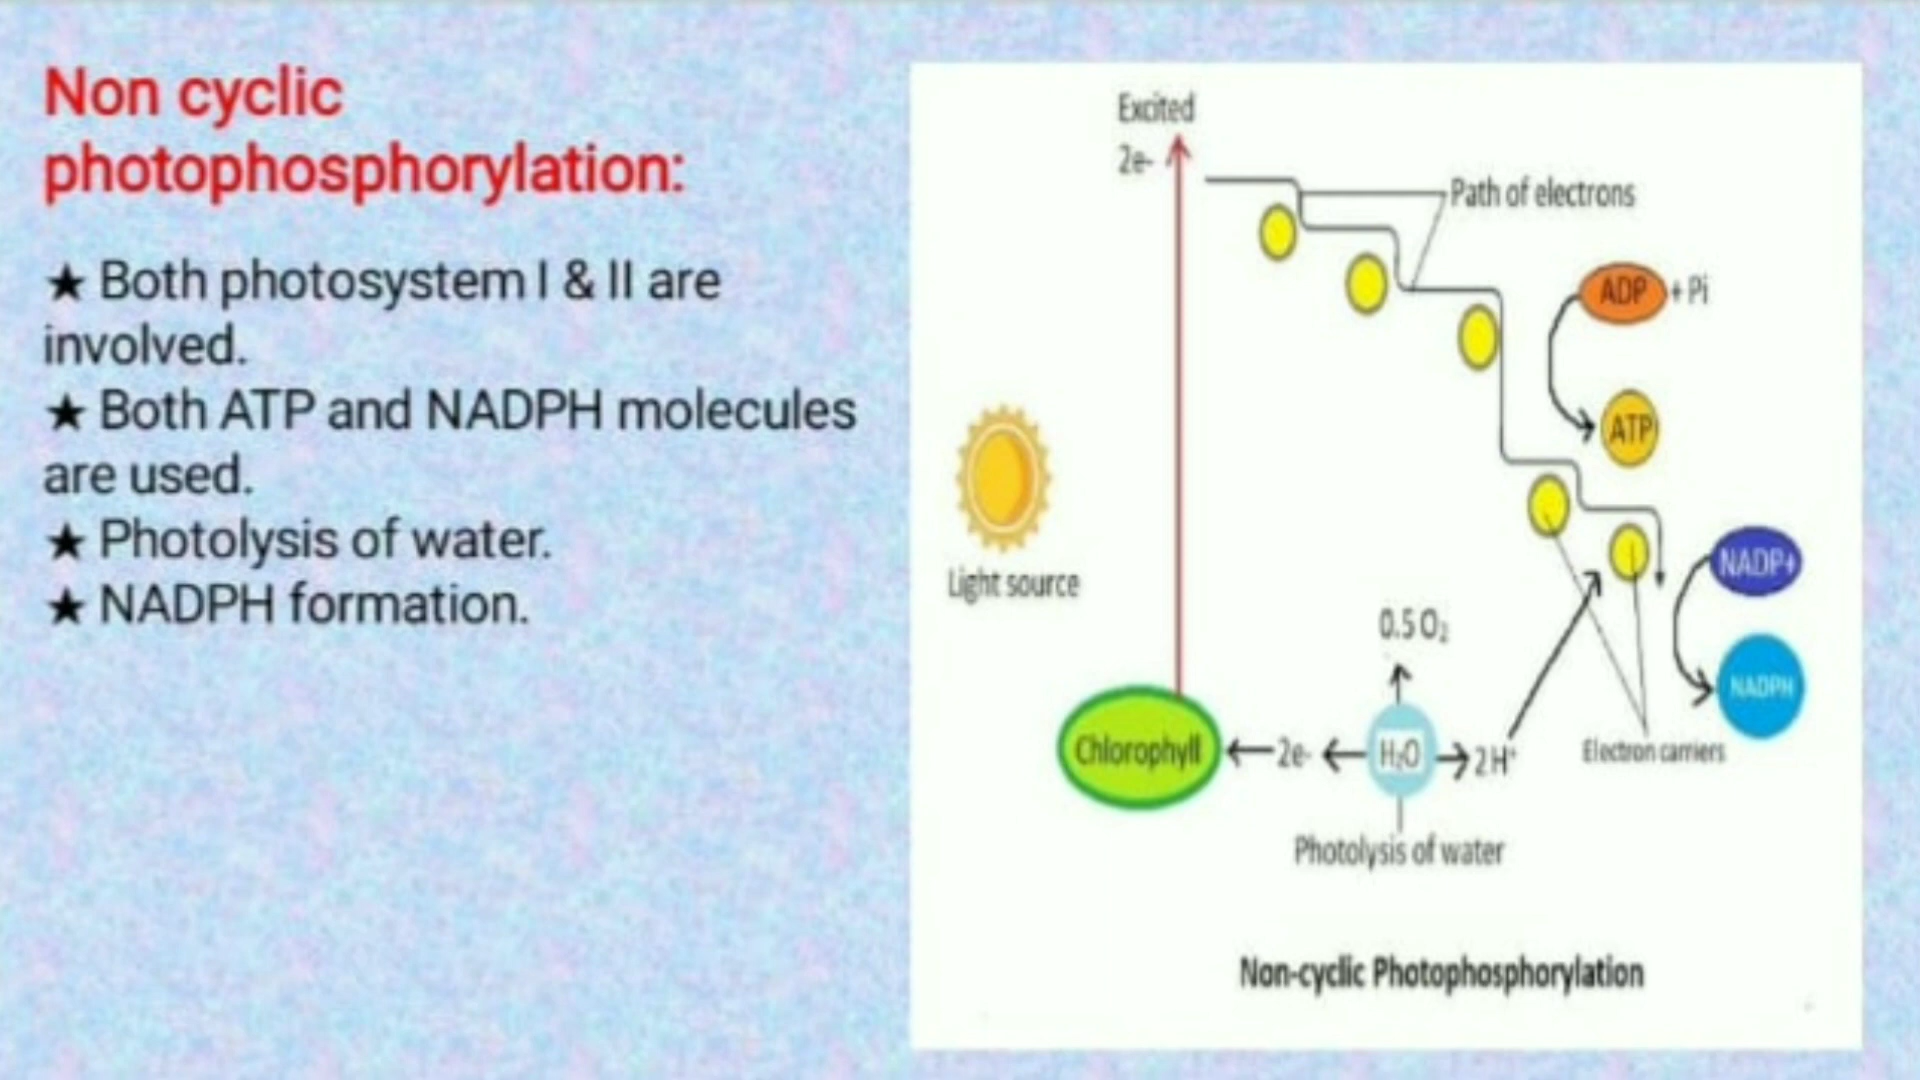 Non cyclic
photophosphorylation:
★ Both photosystem I & II are
involved.
★ Both ATP and NADPH molecules
are used.
★ Photolysis of water.
★ NADPH formation.
Excited
2e-
Path of electrons
ADP + Pi
ATP
Light source
NADP+
0.5 O₂
NADPH
Chlorophyll
2e-
H₂O
2H⁺
Electron carriers
Photolysis of water
Non-cyclic Photophosphorylation